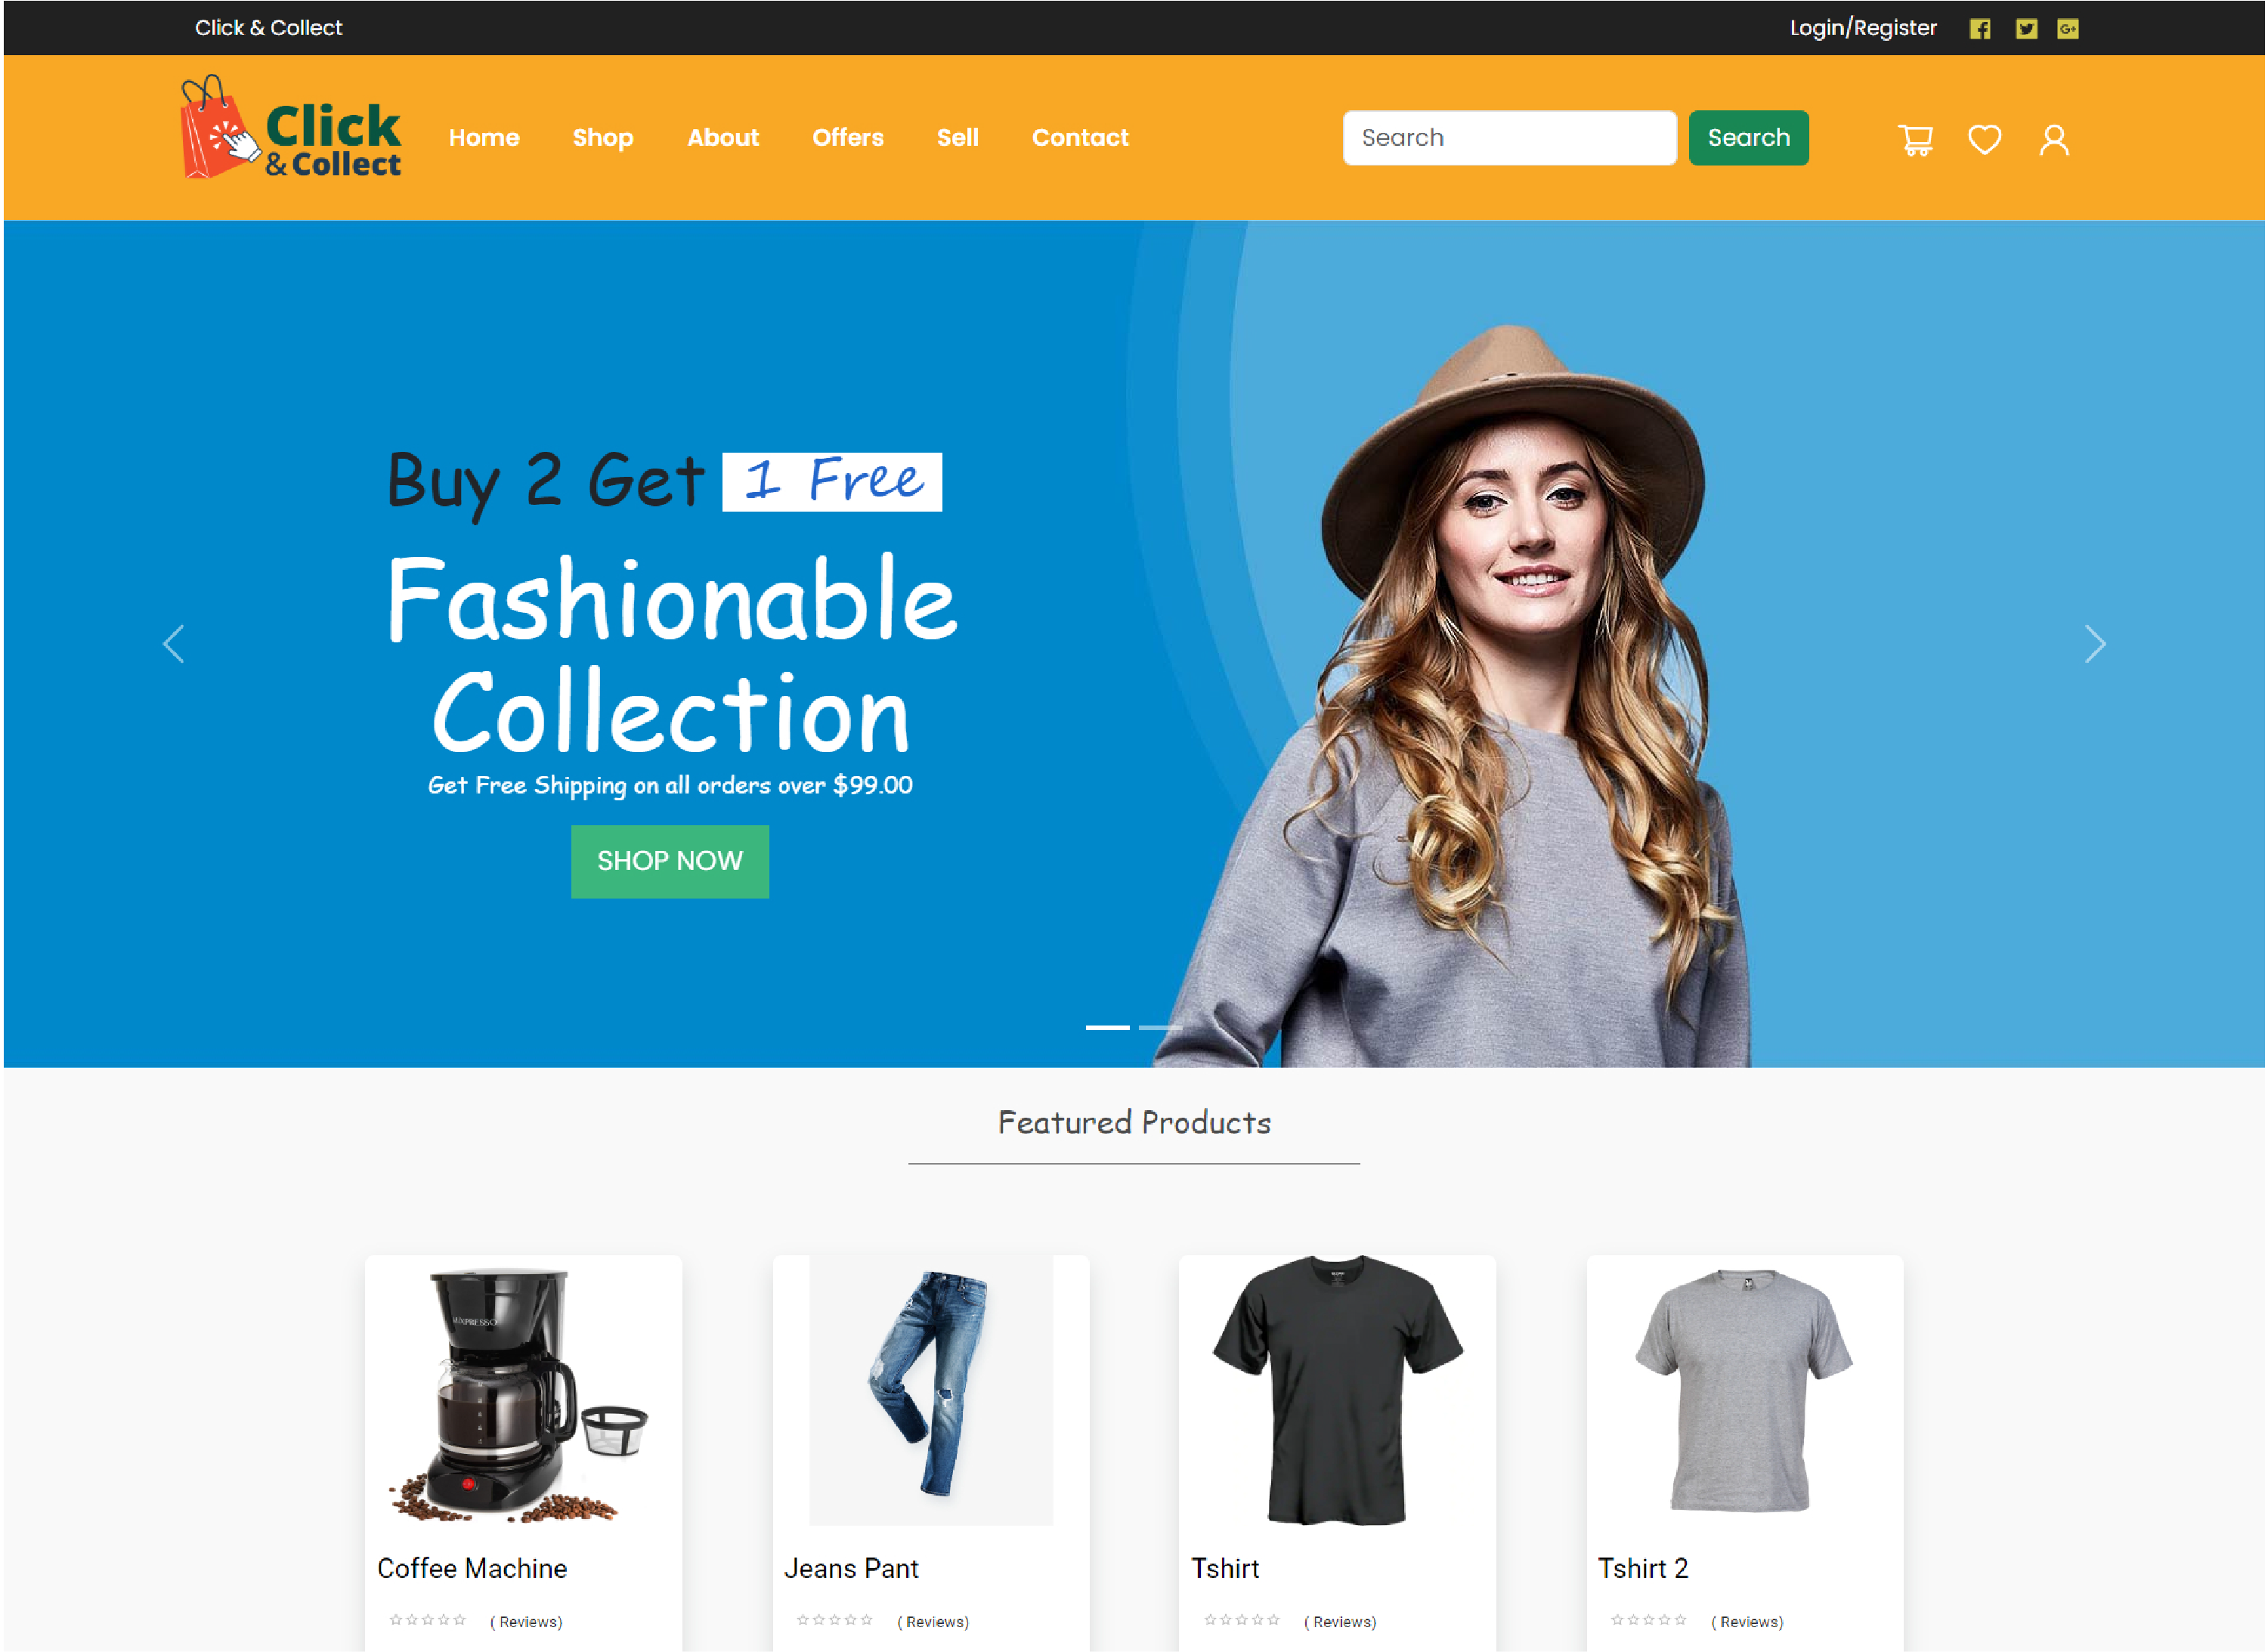 Click & Collect
Login/Register
Click
& Collect
Home
Shop
About
Offers
Sell
Contact
Search
Search
Buy 2 Get 1 Free
Fashionable
Collection
Get Free Shipping on all orders over $99.00
SHOP NOW
Featured Products
Coffee Machine
Jeans Pant
Tshirt
Tshirt 2
( Reviews)
( Reviews)
( Reviews)
( Reviews)